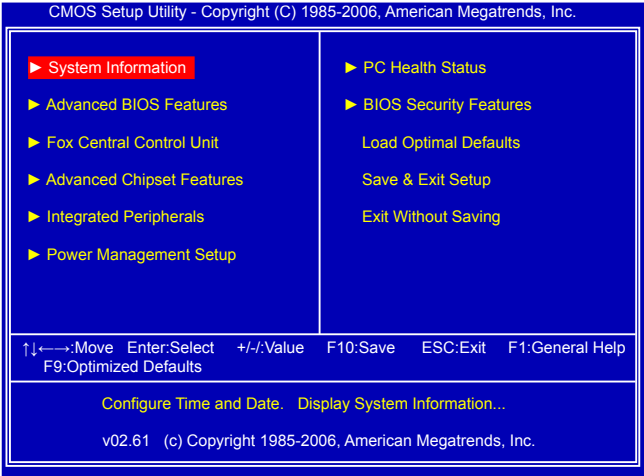 CMOS Setup Utility - Copyright (C) 1985-2006, American Megatrends, Inc.
► System Information
► Advanced BIOS Features
► Fox Central Control Unit
► Advanced Chipset Features
► Integrated Peripherals
► Power Management Setup
► PC Health Status
► BIOS Security Features
Load Optimal Defaults
Save & Exit Setup
Exit Without Saving
↑↓←→:Move Enter:Select +/-/:Value F10:Save ESC:Exit F1:General Help
F9:Optimized Defaults
Configure Time and Date. Display System Information...
v02.61 (c) Copyright 1985-2006, American Megatrends, Inc.